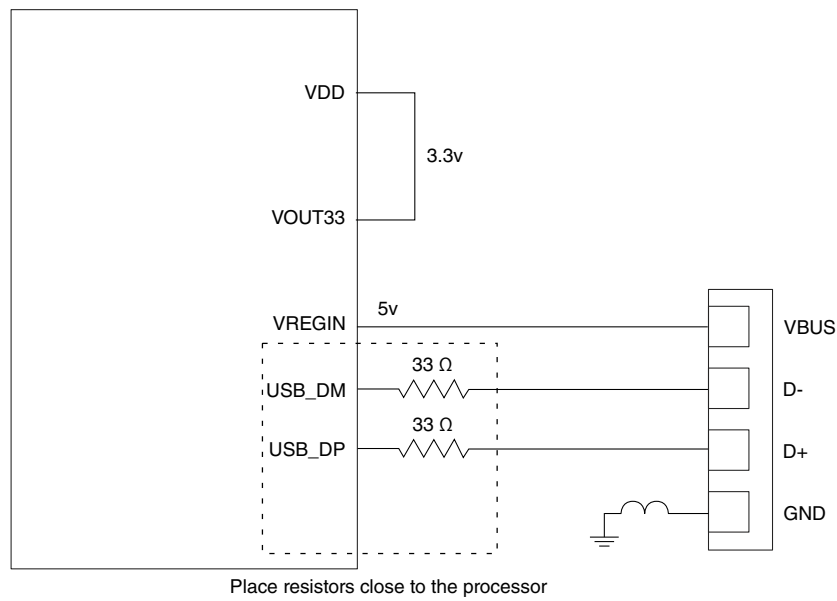 VDD
3.3v
VOUT33
5v
VREGIN
VBUS
33 Ω
USB_DM
D-
33 Ω
USB_DP
D+
GND
Place resistors close to the processor